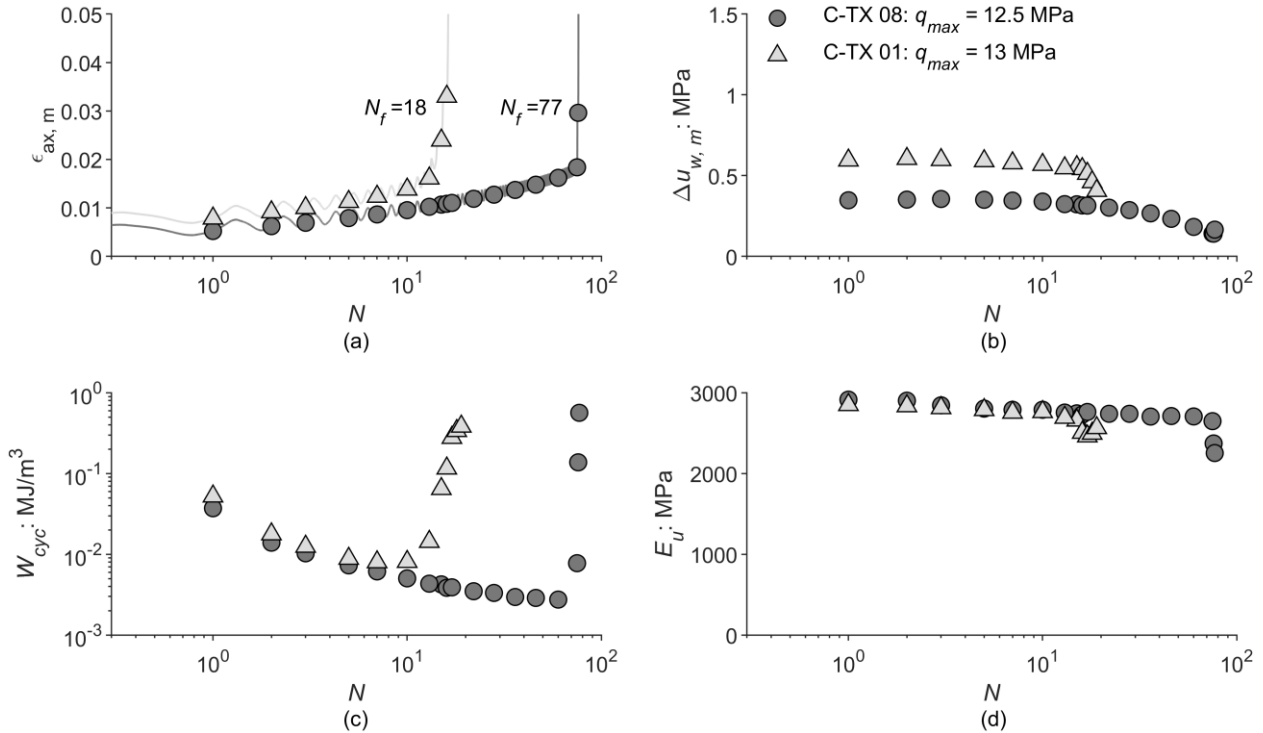 0.05
0.04
0.03
0.02
0.01
0
ϵax, m
Nf =18
Nf =77
10^0
10^1
10^2
N
(a)
C-TX 08: qmax = 12.5 MPa
C-TX 01: qmax = 13 MPa
1.5
1
0.5
0
Δuw, m: MPa
10^0
10^1
10^2
N
(b)
10^0
10^-1
10^-2
10^-3
Wcyc: MJ/m^3
10^0
10^1
10^2
N
(c)
3000
2000
1000
0
Eu: MPa
10^0
10^1
10^2
N
(d)